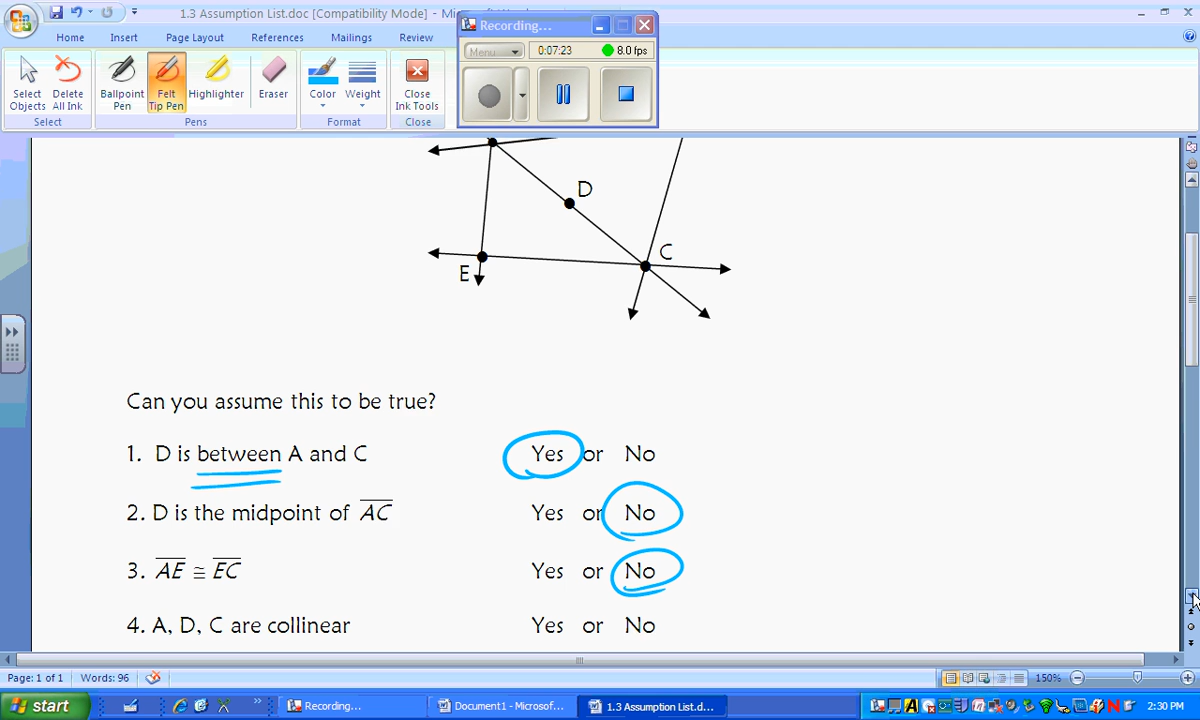 1.3 Assumption List.doc [Compatibility Mode] - Mi
Recording...
Home Insert Page Layout References Mailings Review
Menu 0:07:23 8.0 fps
Select Objects Delete All Ink Ballpoint Pen Felt Tip Pen Highlighter Eraser Color Weight Close Ink Tools
Select Pens Format Close
D
C
E
Can you assume this to be true?
1. D is between A and C Yes or No
2. D is the midpoint of A̅C̅ Yes or No
3. A̅E̅ ≅ E̅C̅ Yes or No
4. A, D, C are collinear Yes or No
Page: 1 of 1 Words: 96 150%
start Recording... Document1 - Microsof... 1.3 Assumption List.d... 2:30 PM